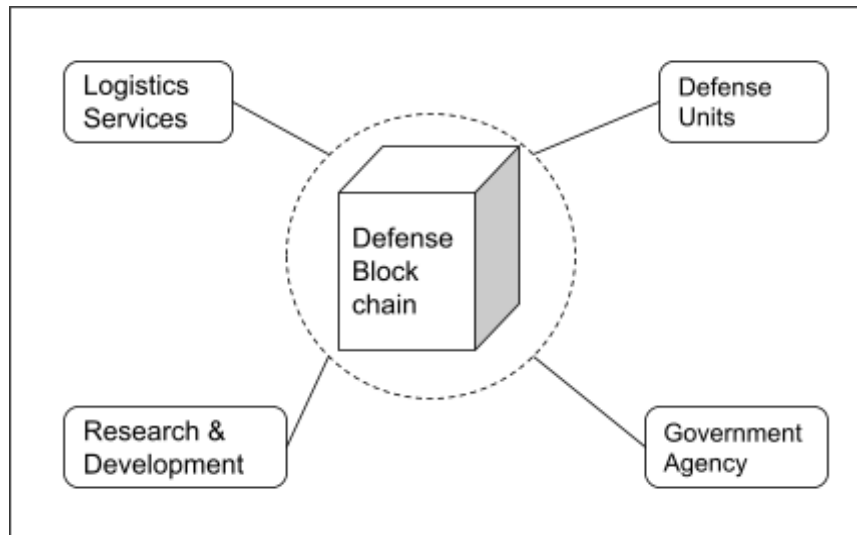 Logistics
Services
Defense
Units
Defense
Block
chain
Research &
Development
Government
Agency